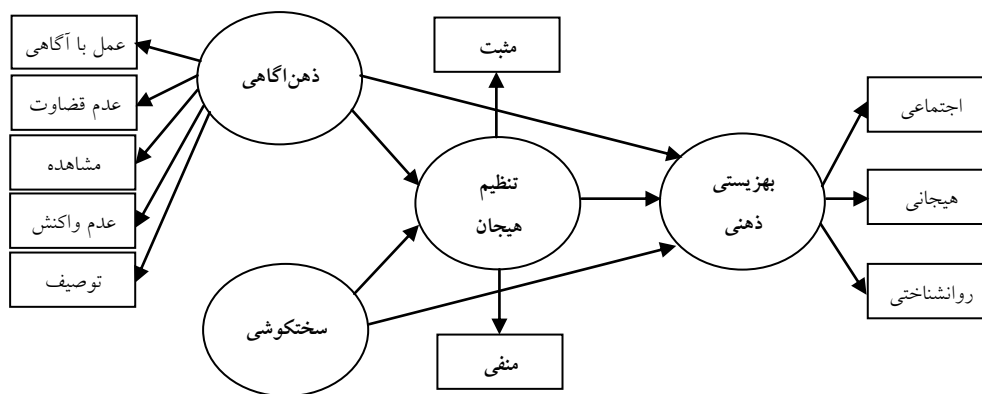 عمل با آگاهی
عدم قضاوت
مشاهده
عدم واکنش
توصیف
ذهن‌اگاهی
سختکوشی
مثبت
تنظیم
هیجان
منفی
بهزیستی
ذهنی
اجتماعی
هیجانی
روانشناختی